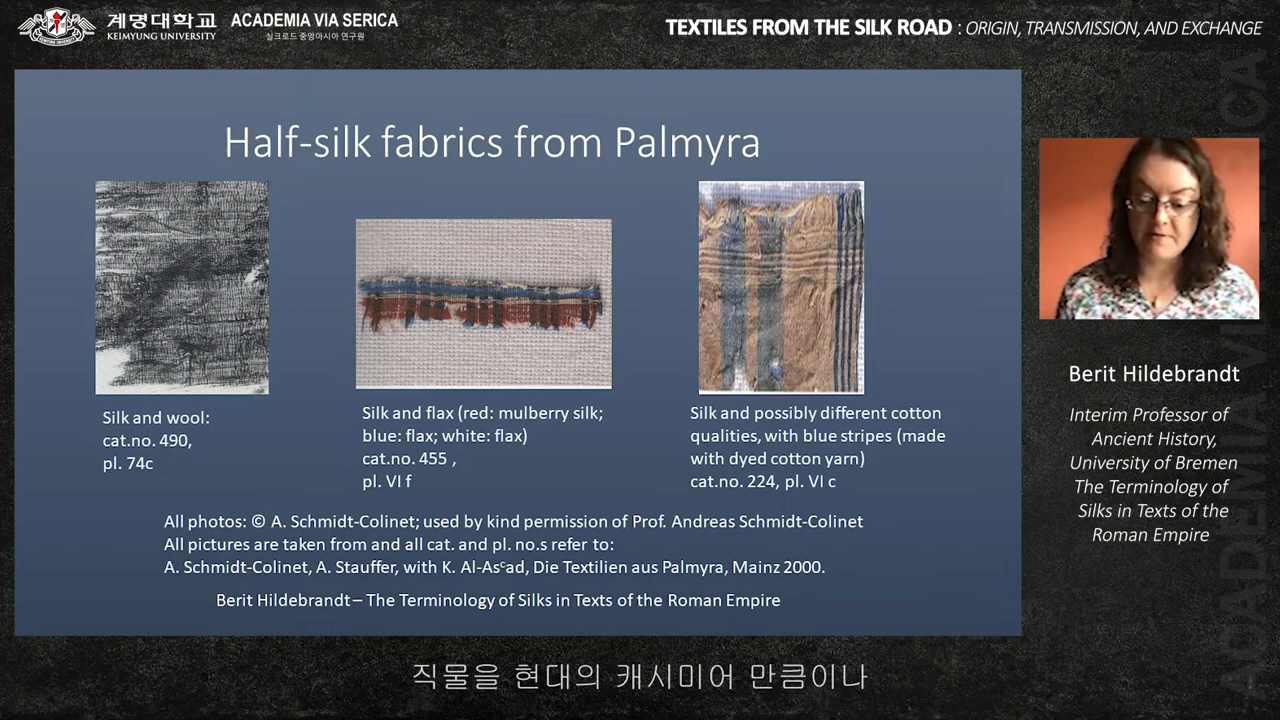 계명대학교
KEIMYUNG UNIVERSITY
ACADEMIA VIA SERICA
실크로드 중앙아시아 연구원
TEXTILES FROM THE SILK ROAD : ORIGIN, TRANSMISSION, AND EXCHANGE
Half-silk fabrics from Palmyra
Silk and wool:
cat.no. 490,
pl. 74c
Silk and flax (red: mulberry silk;
blue: flax; white: flax)
cat.no. 455 ,
pl. VI f
Silk and possibly different cotton
qualities, with blue stripes (made
with dyed cotton yarn)
cat.no. 224, pl. VI c
All photos: © A. Schmidt-Colinet; used by kind permission of Prof. Andreas Schmidt-Colinet
All pictures are taken from and all cat. and pl. no.s refer to:
A. Schmidt-Colinet, A. Stauffer, with K. Al-Asᶜad, Die Textilien aus Palmyra, Mainz 2000.
Berit Hildebrandt – The Terminology of Silks in Texts of the Roman Empire
Berit Hildebrandt
Interim Professor of
Ancient History,
University of Bremen
The Terminology of
Silks in Texts of the
Roman Empire
ACADEMIA VIA SERICA
직물을 현대의 캐시미어 만큼이나